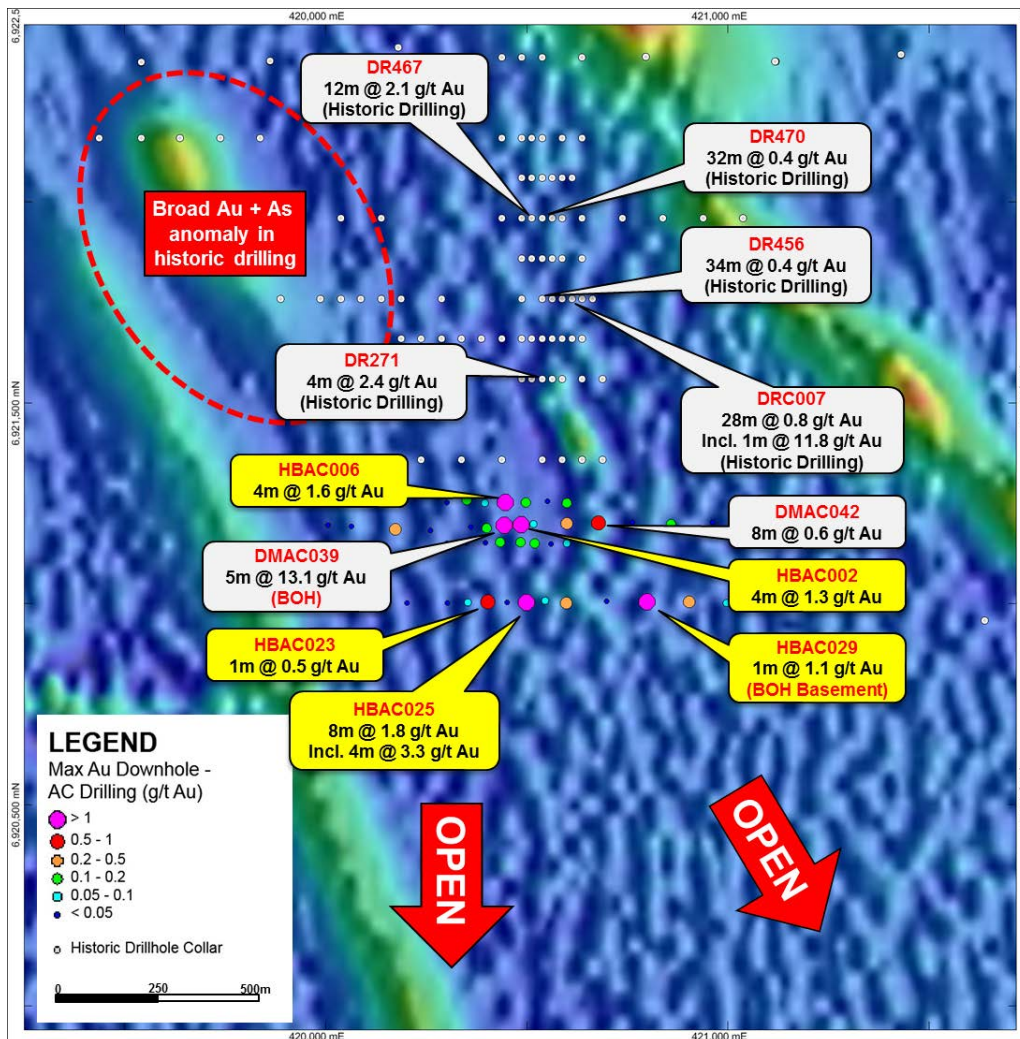 420,000 mE
421,000 mE
6,922,5
DR467
12m @ 2.1 g/t Au
(Historic Drilling)
DR470
32m @ 0.4 g/t Au
(Historic Drilling)
Broad Au + As
anomaly in
historic drilling
DR456
34m @ 0.4 g/t Au
(Historic Drilling)
DR271
4m @ 2.4 g/t Au
(Historic Drilling)
6,921,500 mN
DRC007
28m @ 0.8 g/t Au
Incl. 1m @ 11.8 g/t Au
(Historic Drilling)
HBAC006
4m @ 1.6 g/t Au
DMAC042
8m @ 0.6 g/t Au
DMAC039
5m @ 13.1 g/t Au
(BOH)
HBAC002
4m @ 1.3 g/t Au
HBAC023
1m @ 0.5 g/t Au
HBAC029
1m @ 1.1 g/t Au
(BOH Basement)
HBAC025
8m @ 1.8 g/t Au
Incl. 4m @ 3.3 g/t Au
6,920,500 mN
LEGEND
Max Au Downhole -
AC Drilling (g/t Au)
> 1
0.5 - 1
0.2 - 0.5
0.1 - 0.2
0.05 - 0.1
< 0.05
Historic Drillhole Collar
0 250 500m
OPEN
OPEN
420,000 mE
421,000 mE